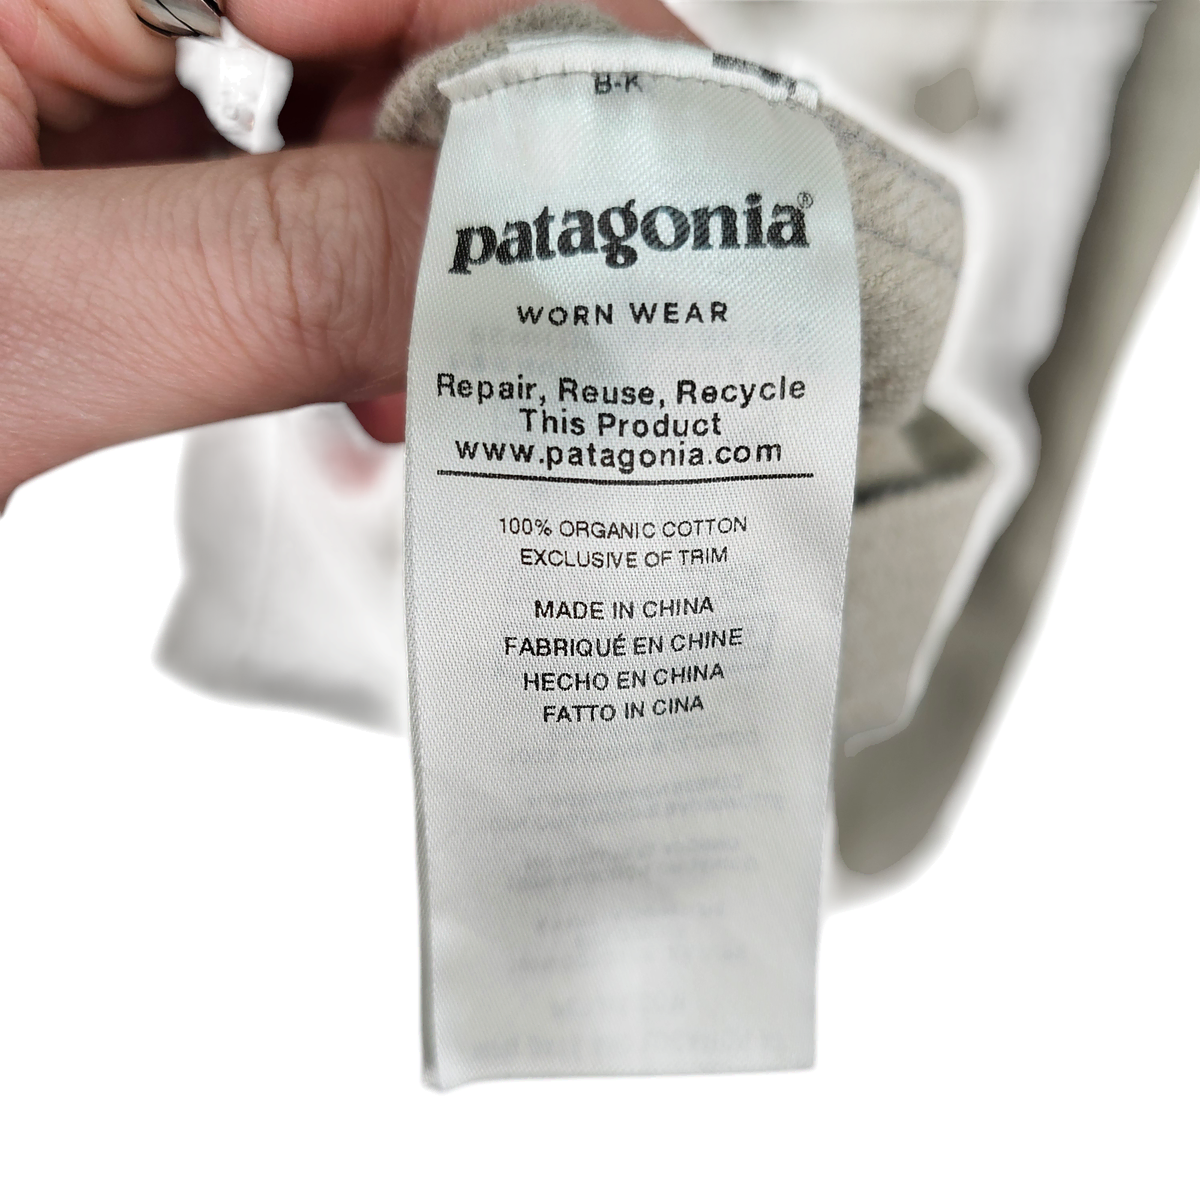 B-K
patagonia®
WORN WEAR
Repair, Reuse, Recycle
This Product
www.patagonia.com
100% ORGANIC COTTON
EXCLUSIVE OF TRIM
MADE IN CHINA
FABRIQUÉ EN CHINE
HECHO EN CHINA
FATTO IN CINA